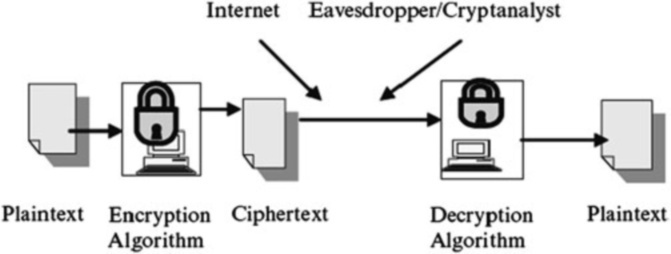 Internet Eavesdropper/Cryptanalyst
Plaintext Encryption Algorithm Ciphertext Decryption Algorithm Plaintext